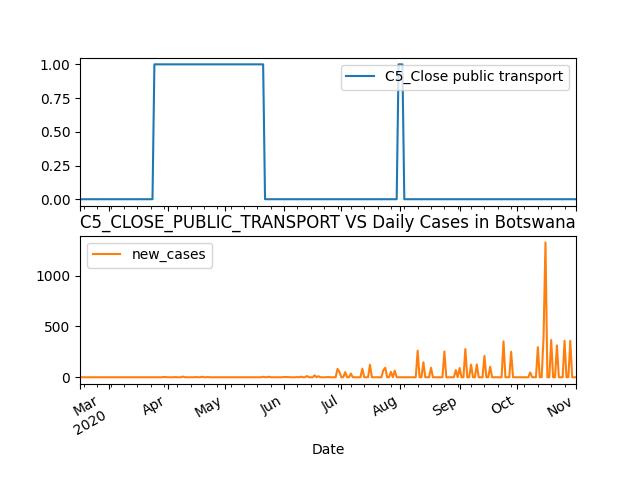 1.00
0.75
0.50
0.25
0.00
C5_Close public transport
C5_CLOSE_PUBLIC_TRANSPORT VS Daily Cases in Botswana
1000
500
0
new_cases
Mar
2020
Apr
May
Jun
Jul
Aug
Sep
Oct
Nov
Date